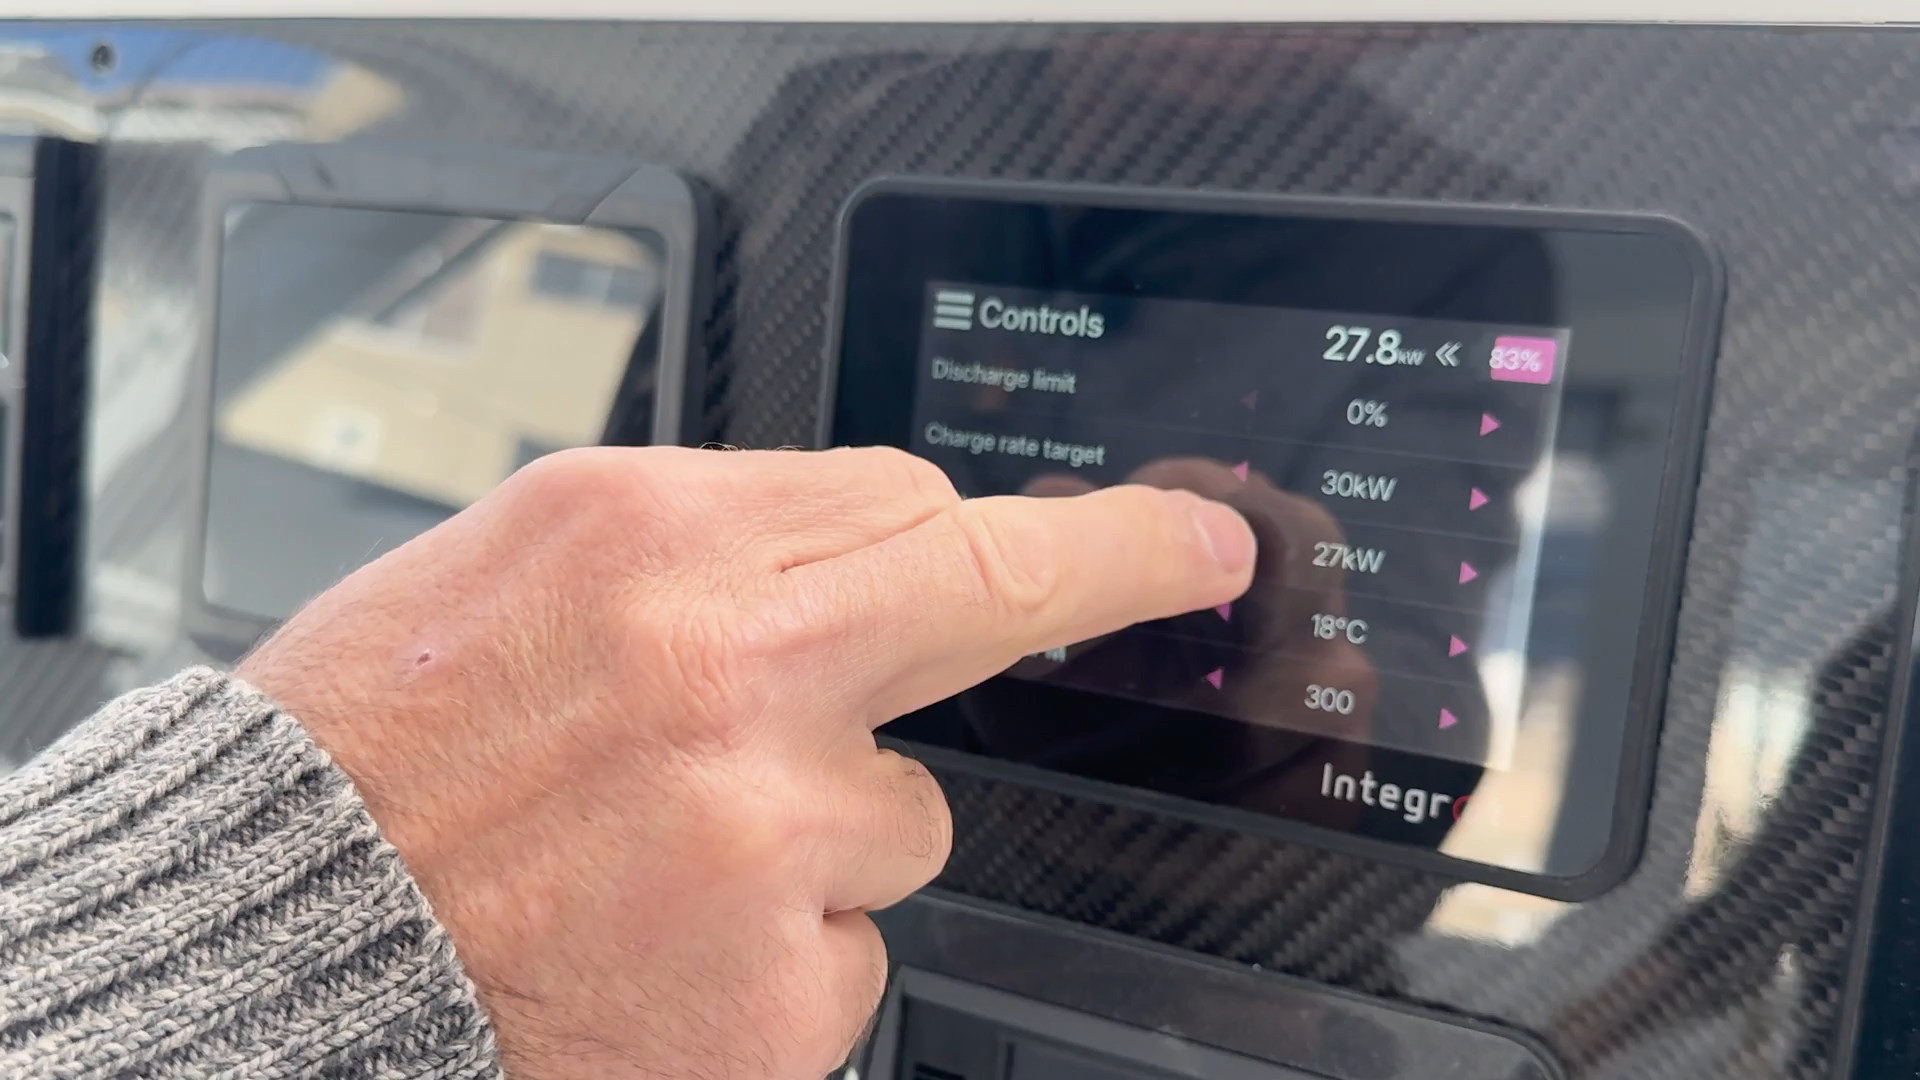 Controls
27.8kW « 83%
Discharge limit 0%
Charge rate target 30kW
27kW
18°C
300
Integr